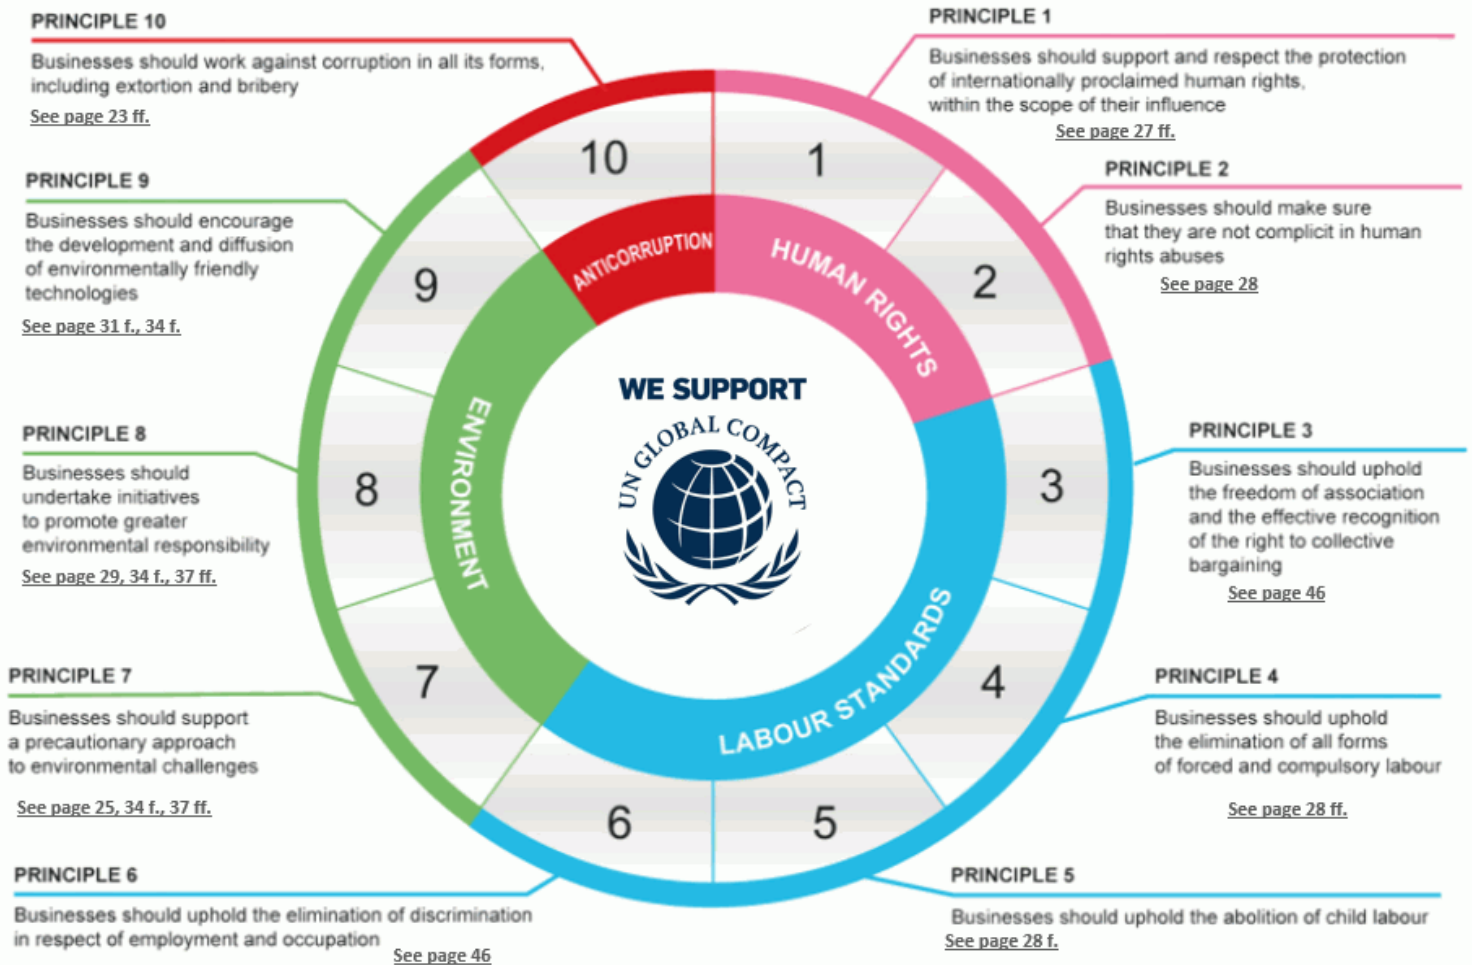 PRINCIPLE 10
Businesses should work against corruption in all its forms,
including extortion and bribery
See page 23 ff.
PRINCIPLE 1
Businesses should support and respect the protection
of internationally proclaimed human rights,
within the scope of their influence
See page 27 ff.
PRINCIPLE 9
Businesses should encourage
the development and diffusion
of environmentally friendly
technologies
See page 31 f., 34 f.
PRINCIPLE 2
Businesses should make sure
that they are not complicit in human
rights abuses
See page 28
PRINCIPLE 8
Businesses should
undertake initiatives
to promote greater
environmental responsibility
See page 29, 34 f., 37 ff.
PRINCIPLE 3
Businesses should uphold
the freedom of association
and the effective recognition
of the right to collective
bargaining
See page 46
PRINCIPLE 7
Businesses should support
a precautionary approach
to environmental challenges
See page 25, 34 f., 37 ff.
PRINCIPLE 4
Businesses should uphold
the elimination of all forms
of forced and compulsory labour
See page 28 ff.
PRINCIPLE 6
Businesses should uphold the elimination of discrimination
in respect of employment and occupation
See page 46
PRINCIPLE 5
Businesses should uphold the abolition of child labour
See page 28 f.
10
1
9
2
8
3
7
4
6
5
ANTICORRUPTION
HUMAN RIGHTS
ENVIRONMENT
LABOUR STANDARDS
WE SUPPORT
UN GLOBAL COMPACT